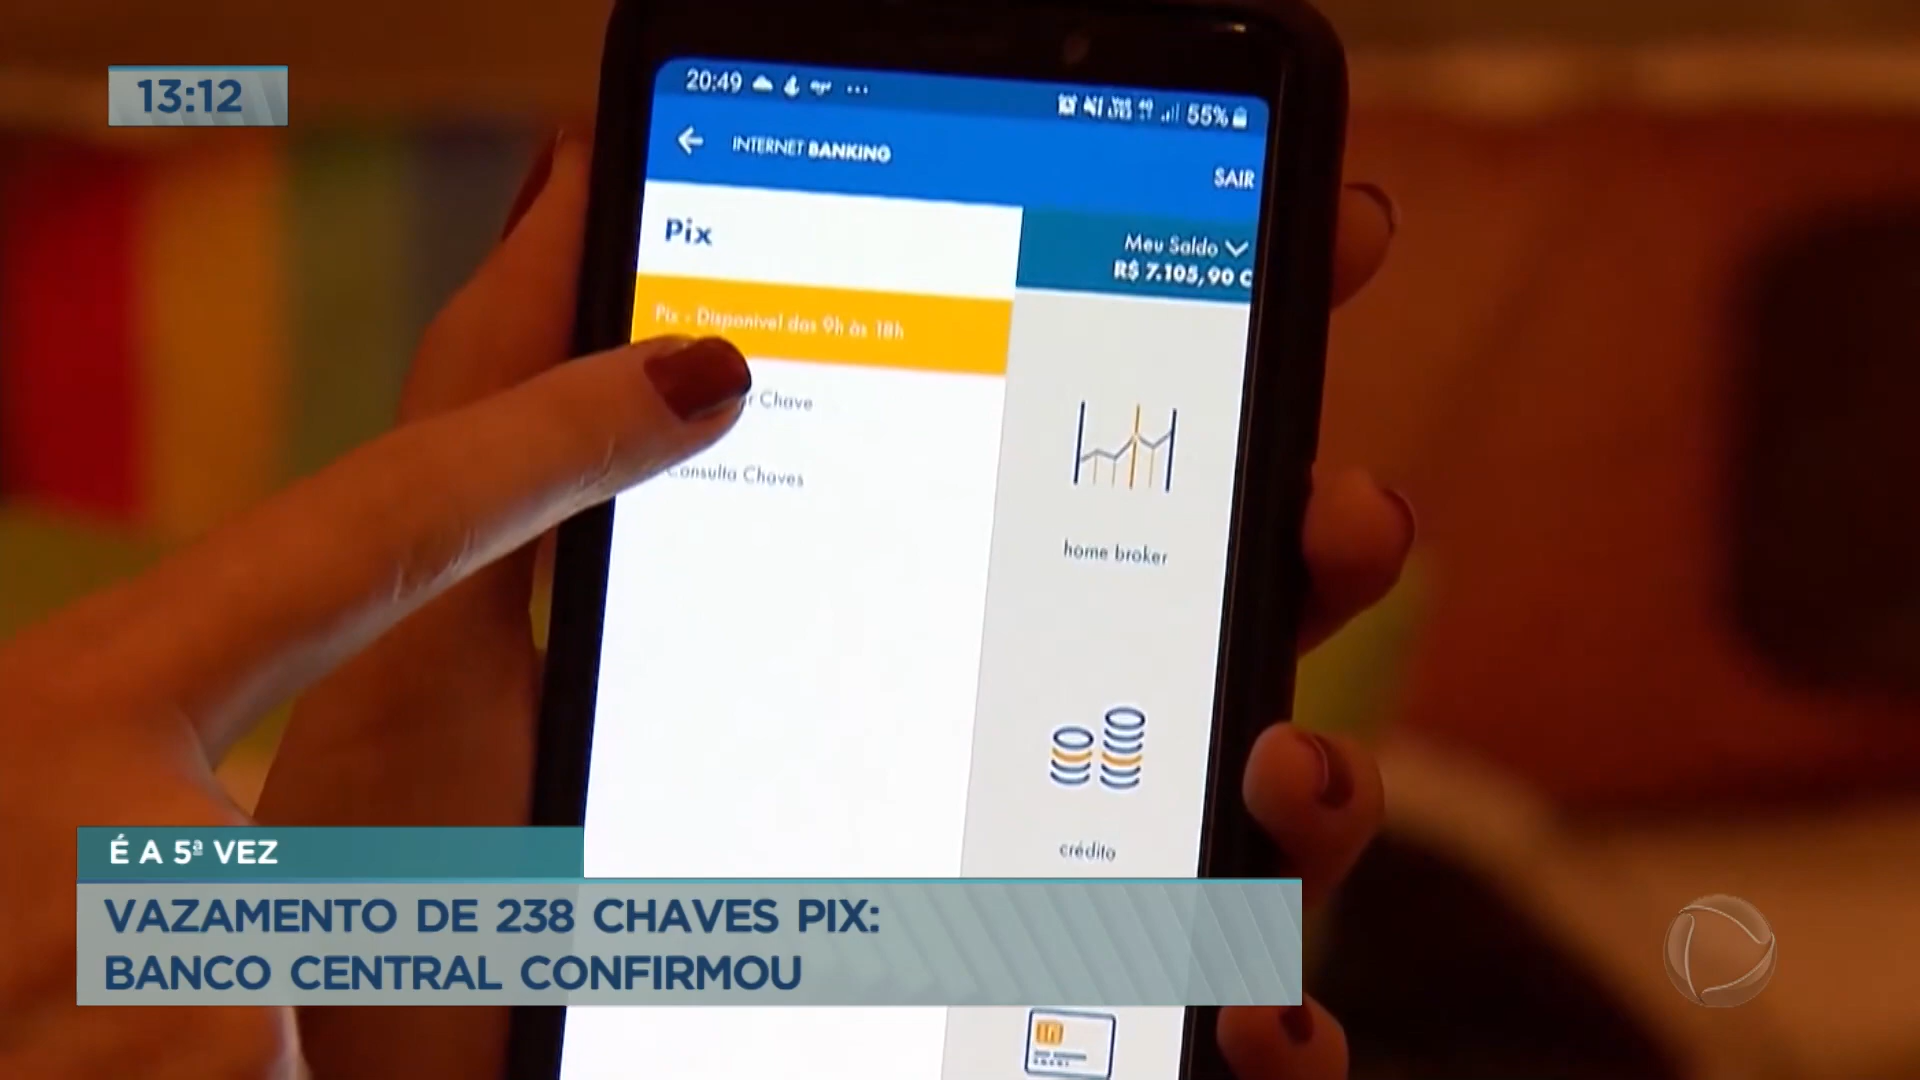 13:12
20:49
55%
INTERNET BANKING
SAIR
Pix
Meu Saldo
R$ 7.105,90 C
Pix - Disponível das 9h às 18h
Chave
Consulta Chaves
home broker
crédito
É A 5ª VEZ
VAZAMENTO DE 238 CHAVES PIX:
BANCO CENTRAL CONFIRMOU